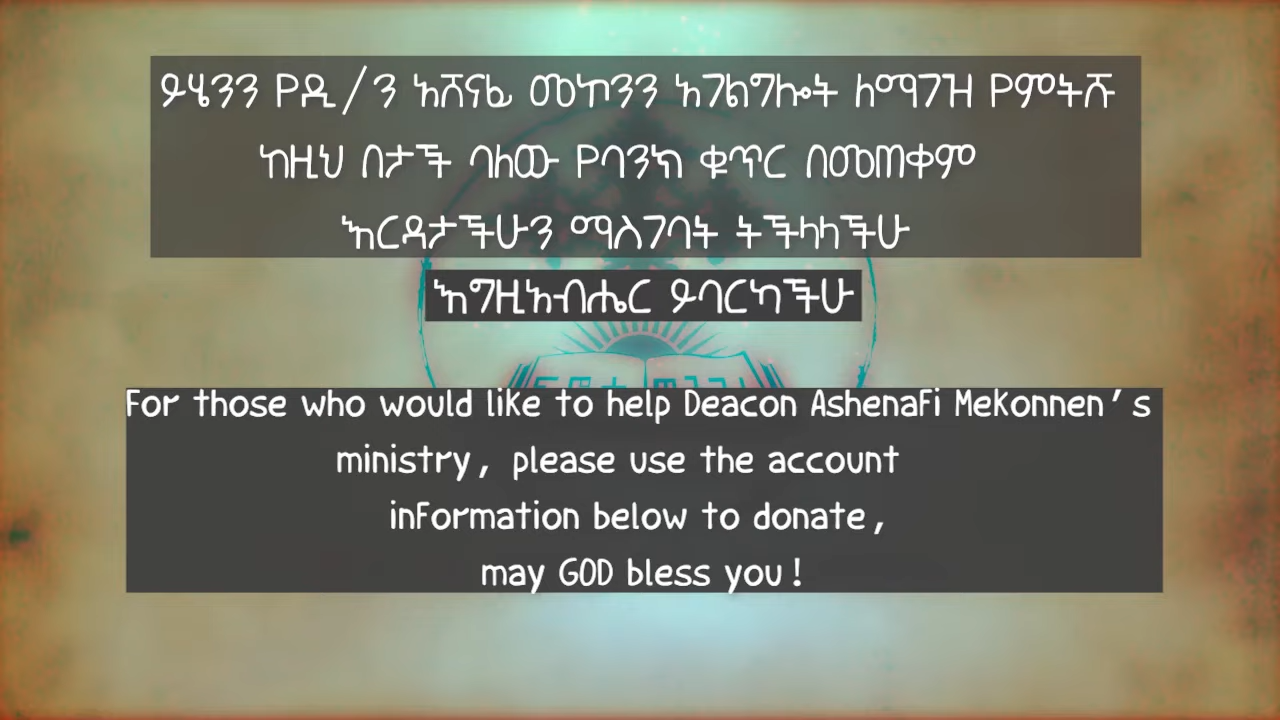 ይሄንን የዲ/ን አሸናፊ መኮንን አገልግሎት ለማገዝ የምትሹ
ከዚህ በታች ባለው የባንክ ቁጥር በመጠቀም
እርዳታችሁን ማስገባት ትችላላችሁ
እግዚአብሔር ይባርካችሁ
For those who would like to help Deacon Ashenafi Mekonnen's
ministry, please use the account
information below to donate,
may GOD bless you!